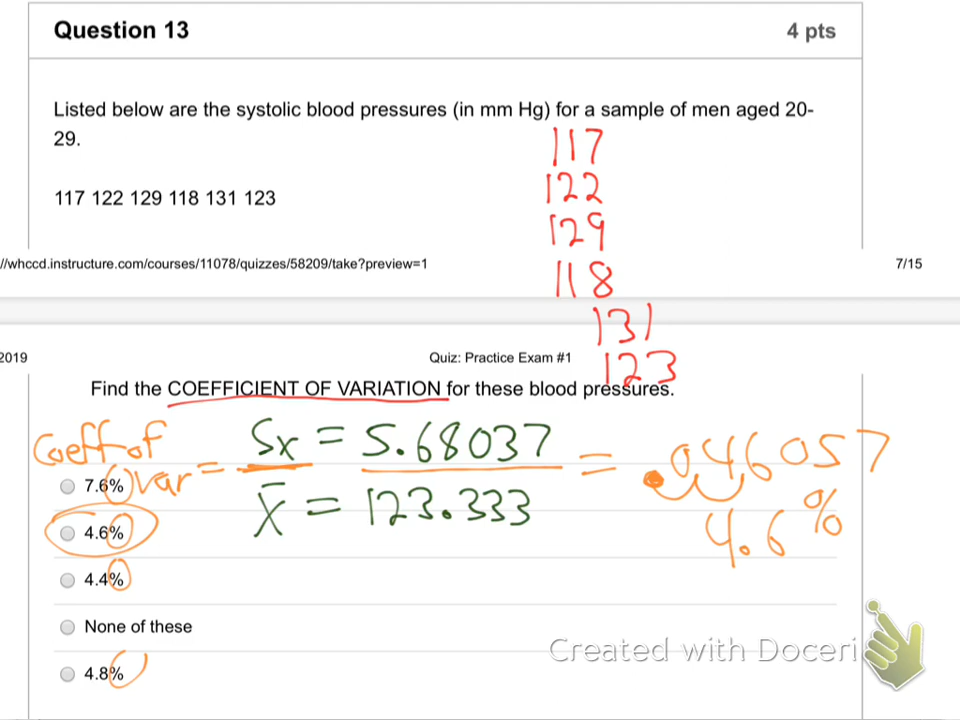 Question 13
4 pts
Listed below are the systolic blood pressures (in mm Hg) for a sample of men aged 20-
29.
117
122
117 122 129 118 131 123
129
//whccd.instructure.com/courses/11078/quizzes/58209/take?preview=1
118
7/15
131
2019
Quiz: Practice Exam #1
123
Find the COEFFICIENT OF VARIATION for these blood pressures.
Coeff of Var = Sx = 5.68037 = .046057
x̄ = 123.333
4.6%
7.6%
4.6%
4.4%
None of these
4.8%
Created with Doceri